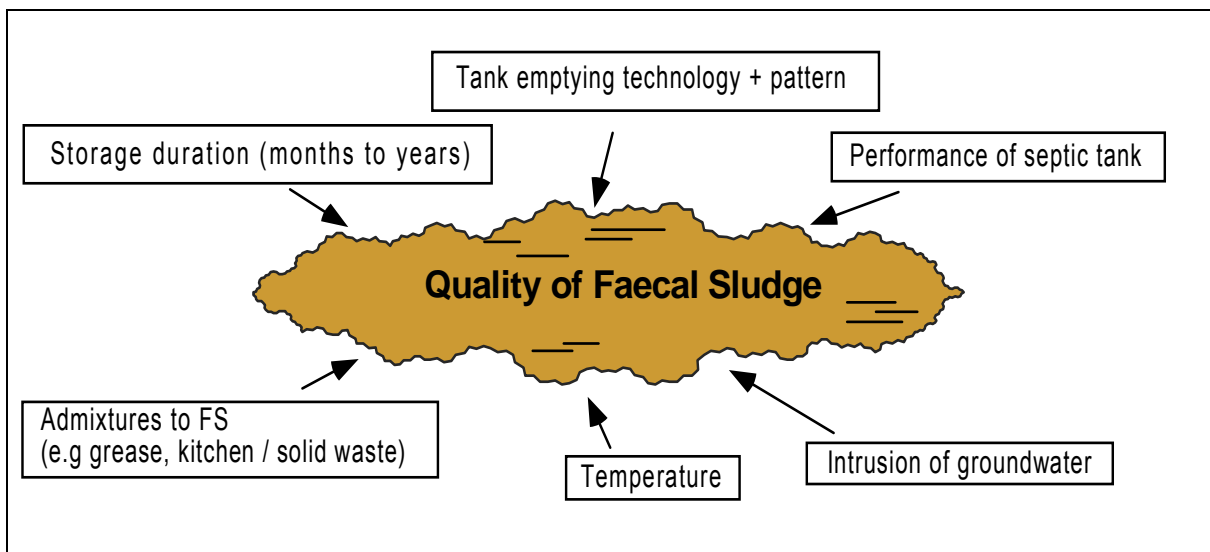 Tank emptying technology + pattern
Storage duration (months to years)
Performance of septic tank
Quality of Faecal Sludge
Admixtures to FS
(e.g grease, kitchen / solid waste)
Temperature
Intrusion of groundwater